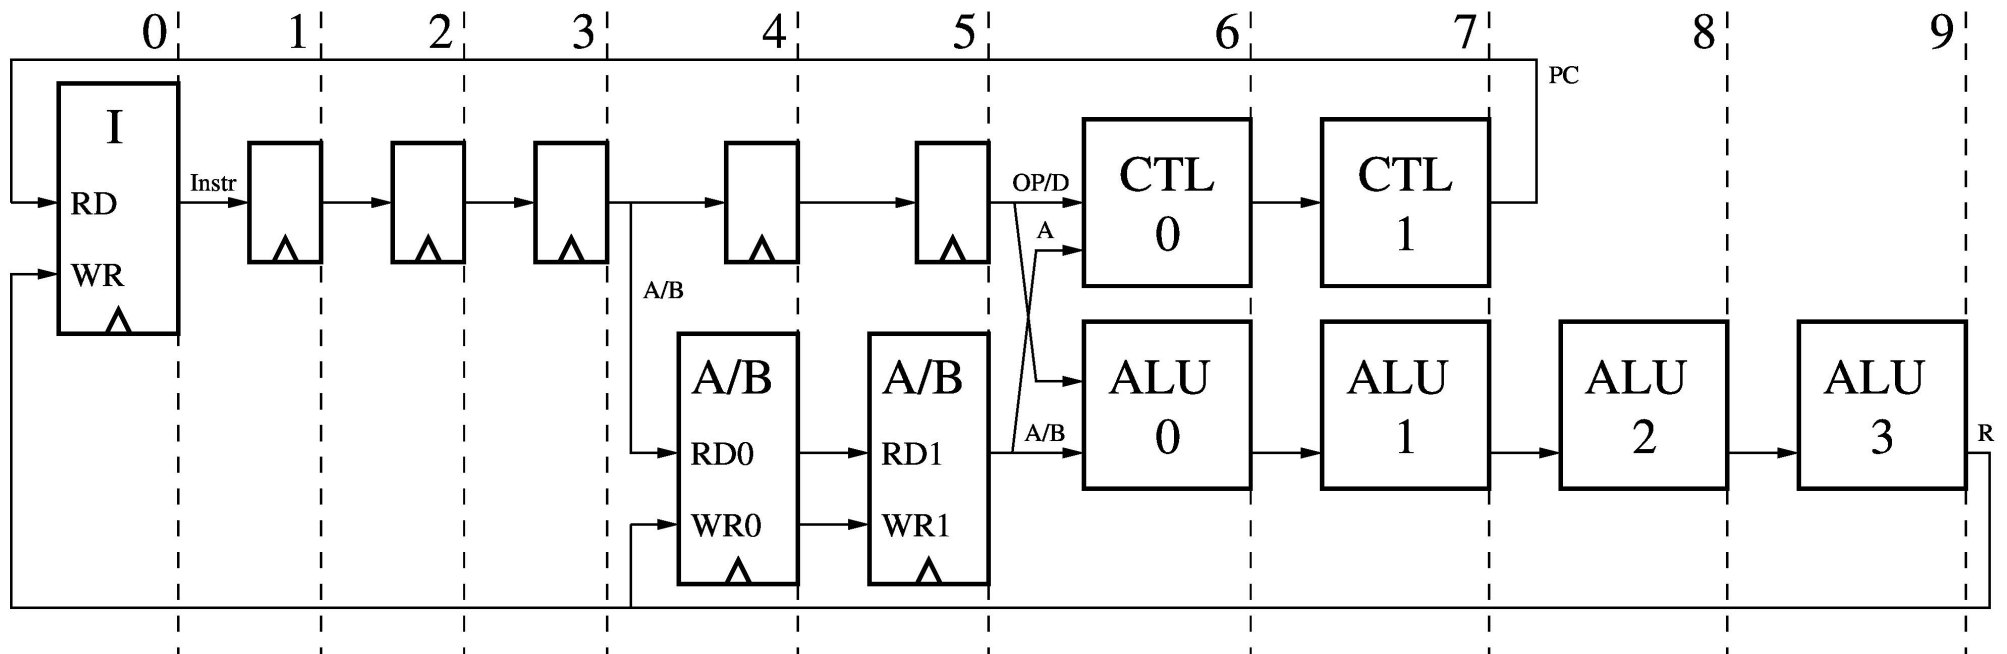 0 1 2 3 4 5 6 7 8 9
PC
I
RD
WR
Instr
A/B
A/B
RD0
WR0
A/B
RD1
WR1
OP/D
A
A/B
CTL
0
CTL
1
ALU
0
ALU
1
ALU
2
ALU
3
R